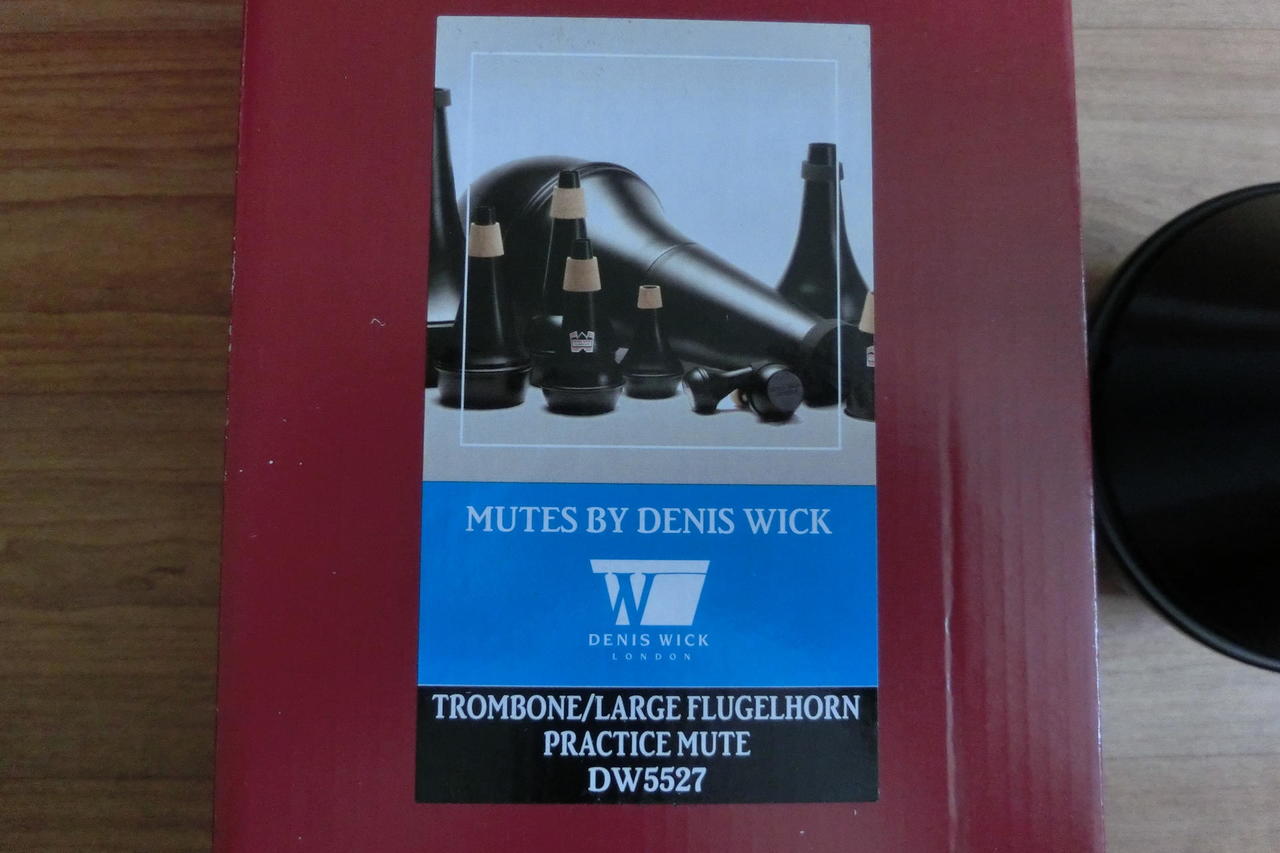 MUTES BY DENIS WICK
W
DENIS WICK
LONDON
TROMBONE/LARGE FLUGELHORN
PRACTICE MUTE
DW5527